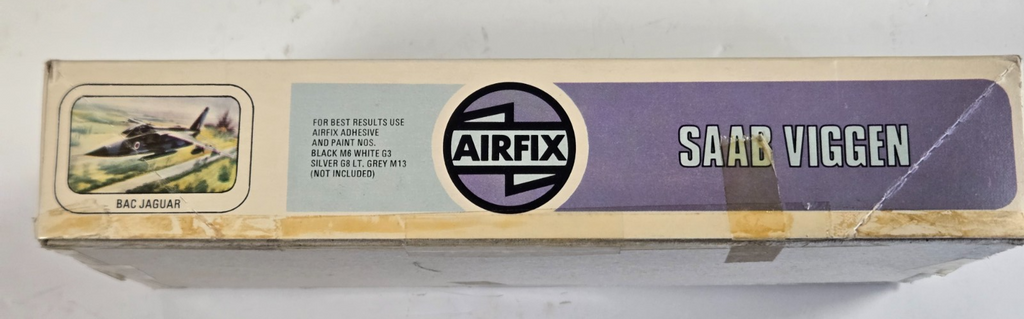 BAC JAGUAR
FOR BEST RESULTS USE
AIRFIX ADHESIVE
AND PAINT NOS.
BLACK M6 WHITE G3
SILVER G8 LT. GREY M13
(NOT INCLUDED)
AIRFIX
SAAB VIGGEN